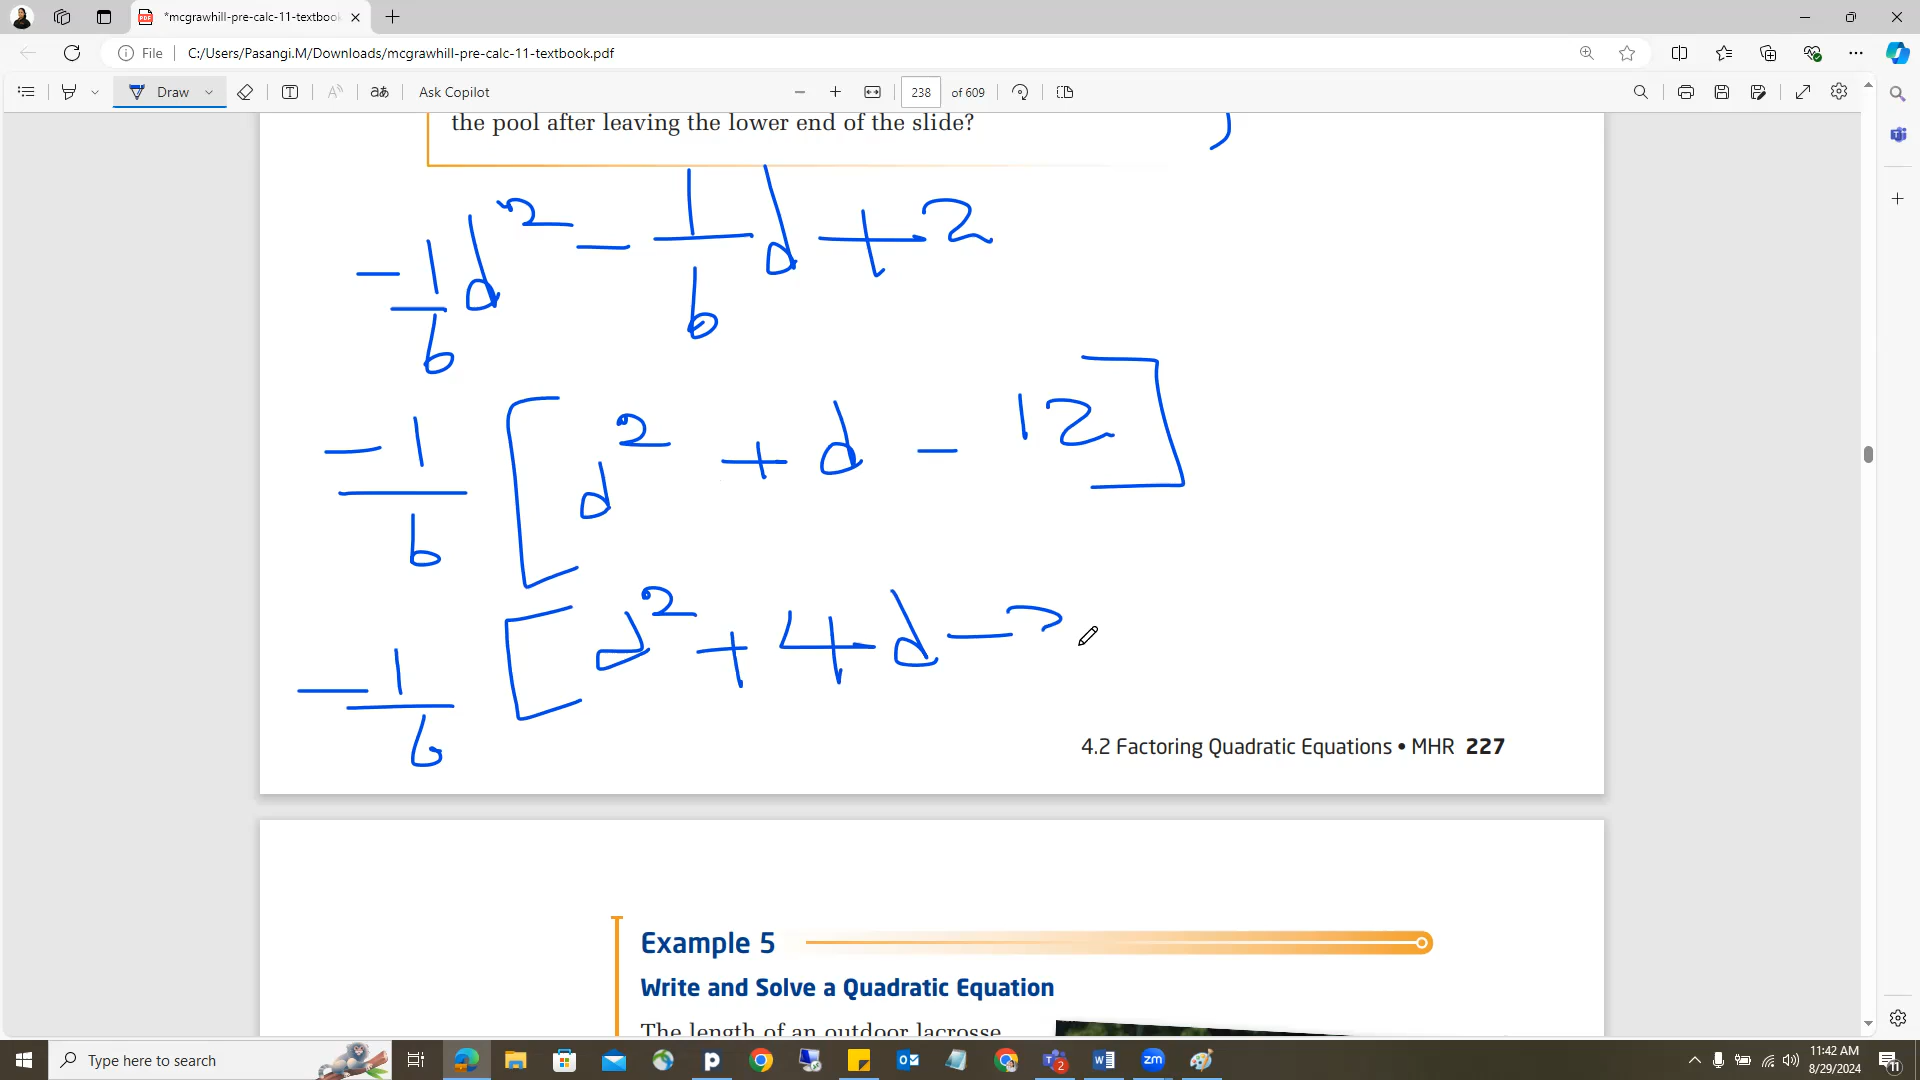 *mcgrawhill-pre-calc-11-textbook
File C:/Users/Pasangi.M/Downloads/mcgrawhill-pre-calc-11-textbook.pdf
Draw Ask Copilot 238 of 609
the pool after leaving the lower end of the slide?
-1/6 d² - 1/6 d + 2
-1/6 [d² + d - 12]
-1/6 [d² + 4d -
4.2 Factoring Quadratic Equations • MHR 227
Example 5
Write and Solve a Quadratic Equation
The length of an outdoor lacrosse
Type here to search
11:42 AM
8/29/2024